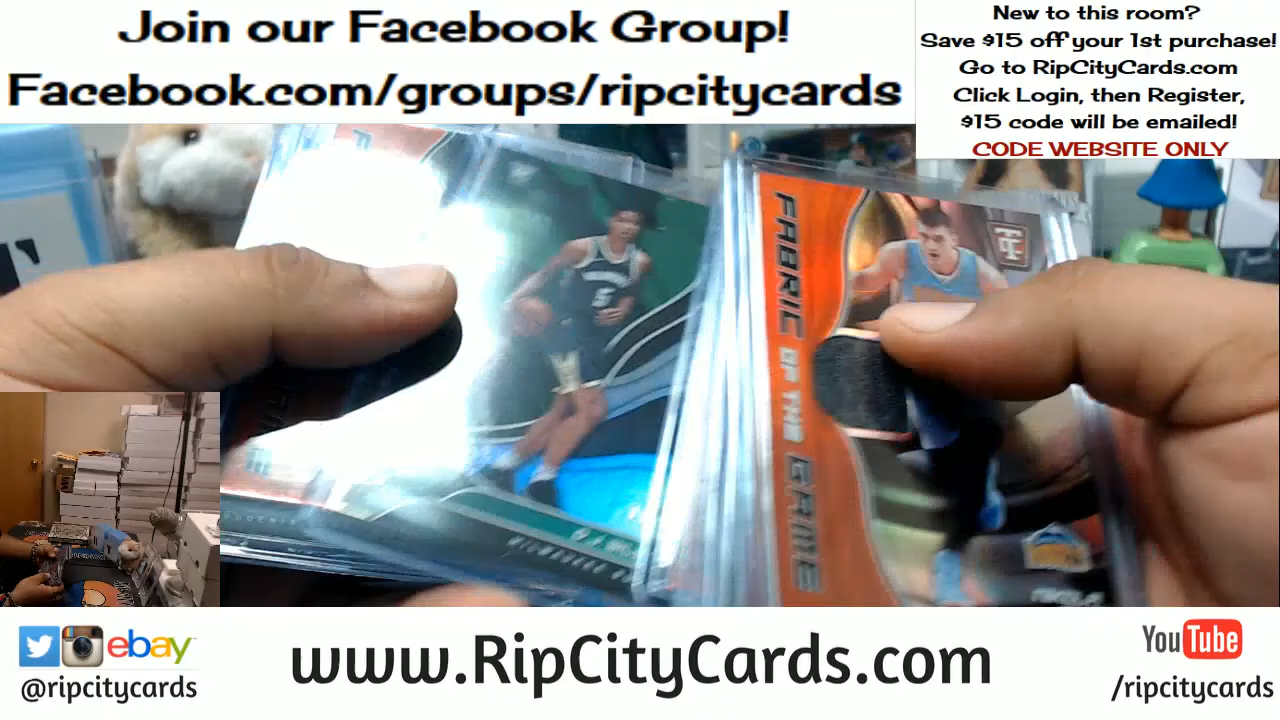 Join our Facebook Group!
Facebook.com/groups/ripcitycards
New to this room?
Save $15 off your 1st purchase!
Go to RipCityCards.com
Click Login, then Register,
$15 code will be emailed!
CODE WEBSITE ONLY
FABRIC OF THE GAME
5
ebay
@ripcitycards
www.RipCityCards.com
YouTube
/ripcitycards